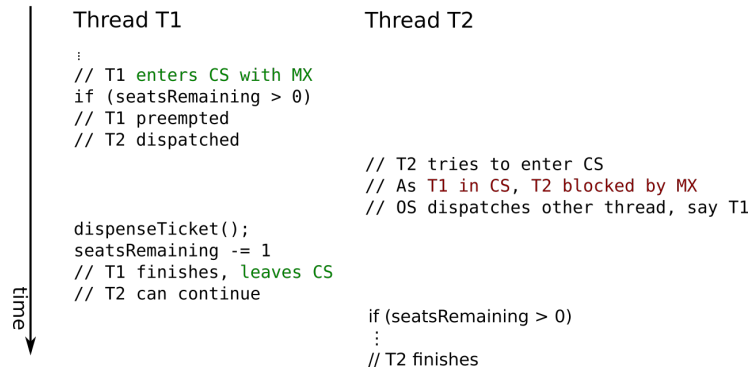 Thread T1
⋮
// T1 enters CS with MX
if (seatsRemaining > 0)
// T1 preempted
// T2 dispatched
dispenseTicket();
seatsRemaining -= 1
// T1 finishes, leaves CS
// T2 can continue
Thread T2
// T2 tries to enter CS
// As T1 in CS, T2 blocked by MX
// OS dispatches other thread, say T1
if (seatsRemaining > 0)
⋮
// T2 finishes
time